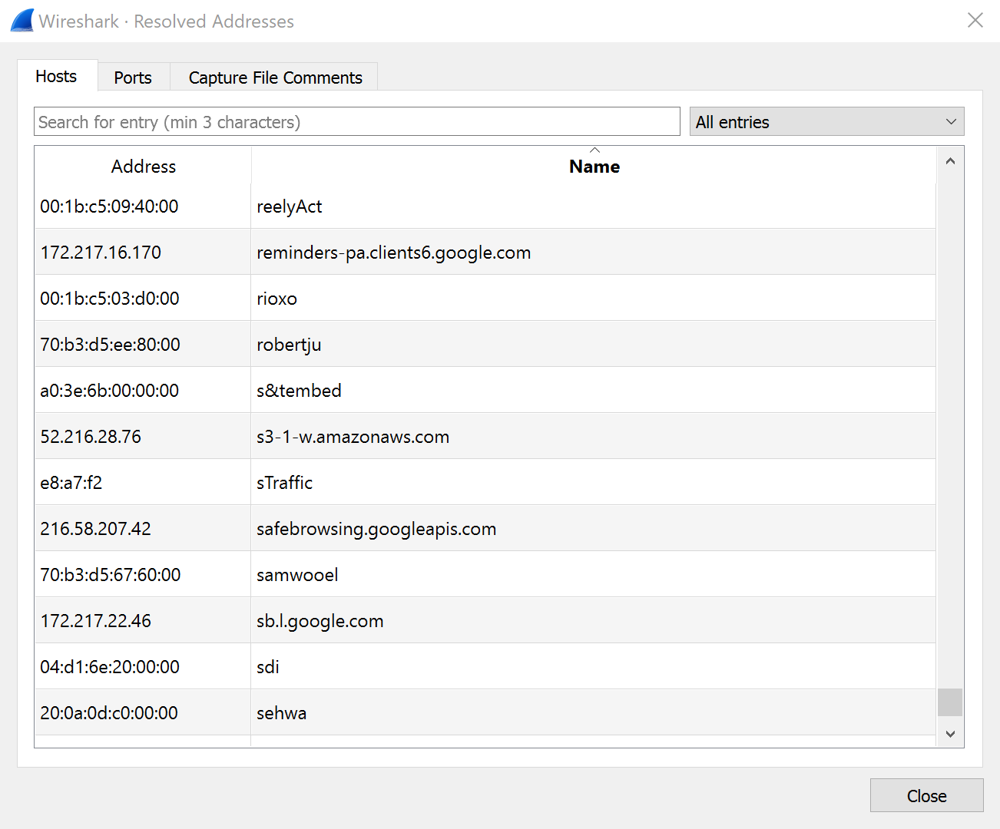 Wireshark · Resolved Addresses
Hosts Ports Capture File Comments
Search for entry (min 3 characters) All entries
Address Name
00:1b:c5:09:40:00 reelyAct
172.217.16.170 reminders-pa.clients6.google.com
00:1b:c5:03:d0:00 rioxo
70:b3:d5:ee:80:00 robertju
a0:3e:6b:00:00:00 s&tembed
52.216.28.76 s3-1-w.amazonaws.com
e8:a7:f2 sTraffic
216.58.207.42 safebrowsing.googleapis.com
70:b3:d5:67:60:00 samwooel
172.217.22.46 sb.l.google.com
04:d1:6e:20:00:00 sdi
20:0a:0d:c0:00:00 sehwa
Close